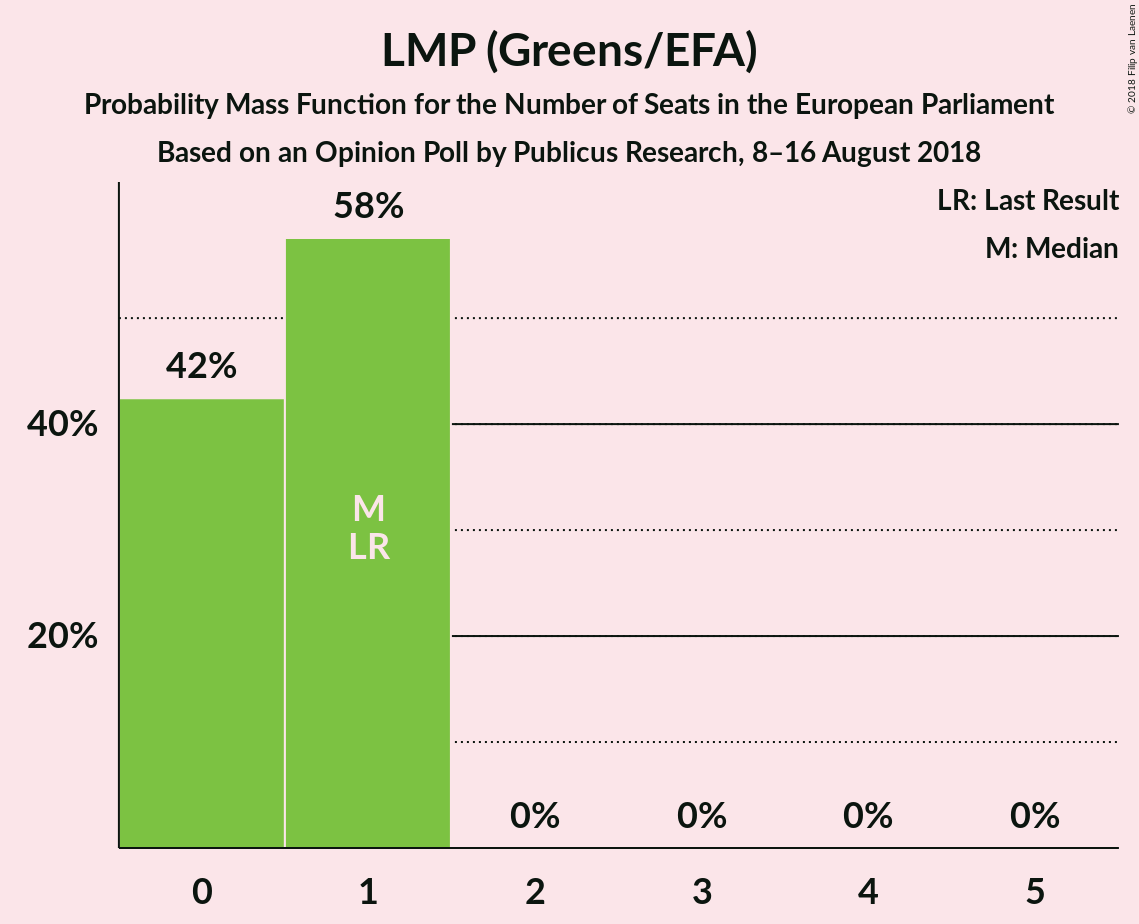 LMP (Greens/EFA)
Probability Mass Function for the Number of Seats in the European Parliament
Based on an Opinion Poll by Publicus Research, 8–16 August 2018
© 2018 Filip van Laenen
LR: Last Result
M: Median
58%
42%
40%
M
LR
20%
0% 0% 0% 0%
0 1 2 3 4 5